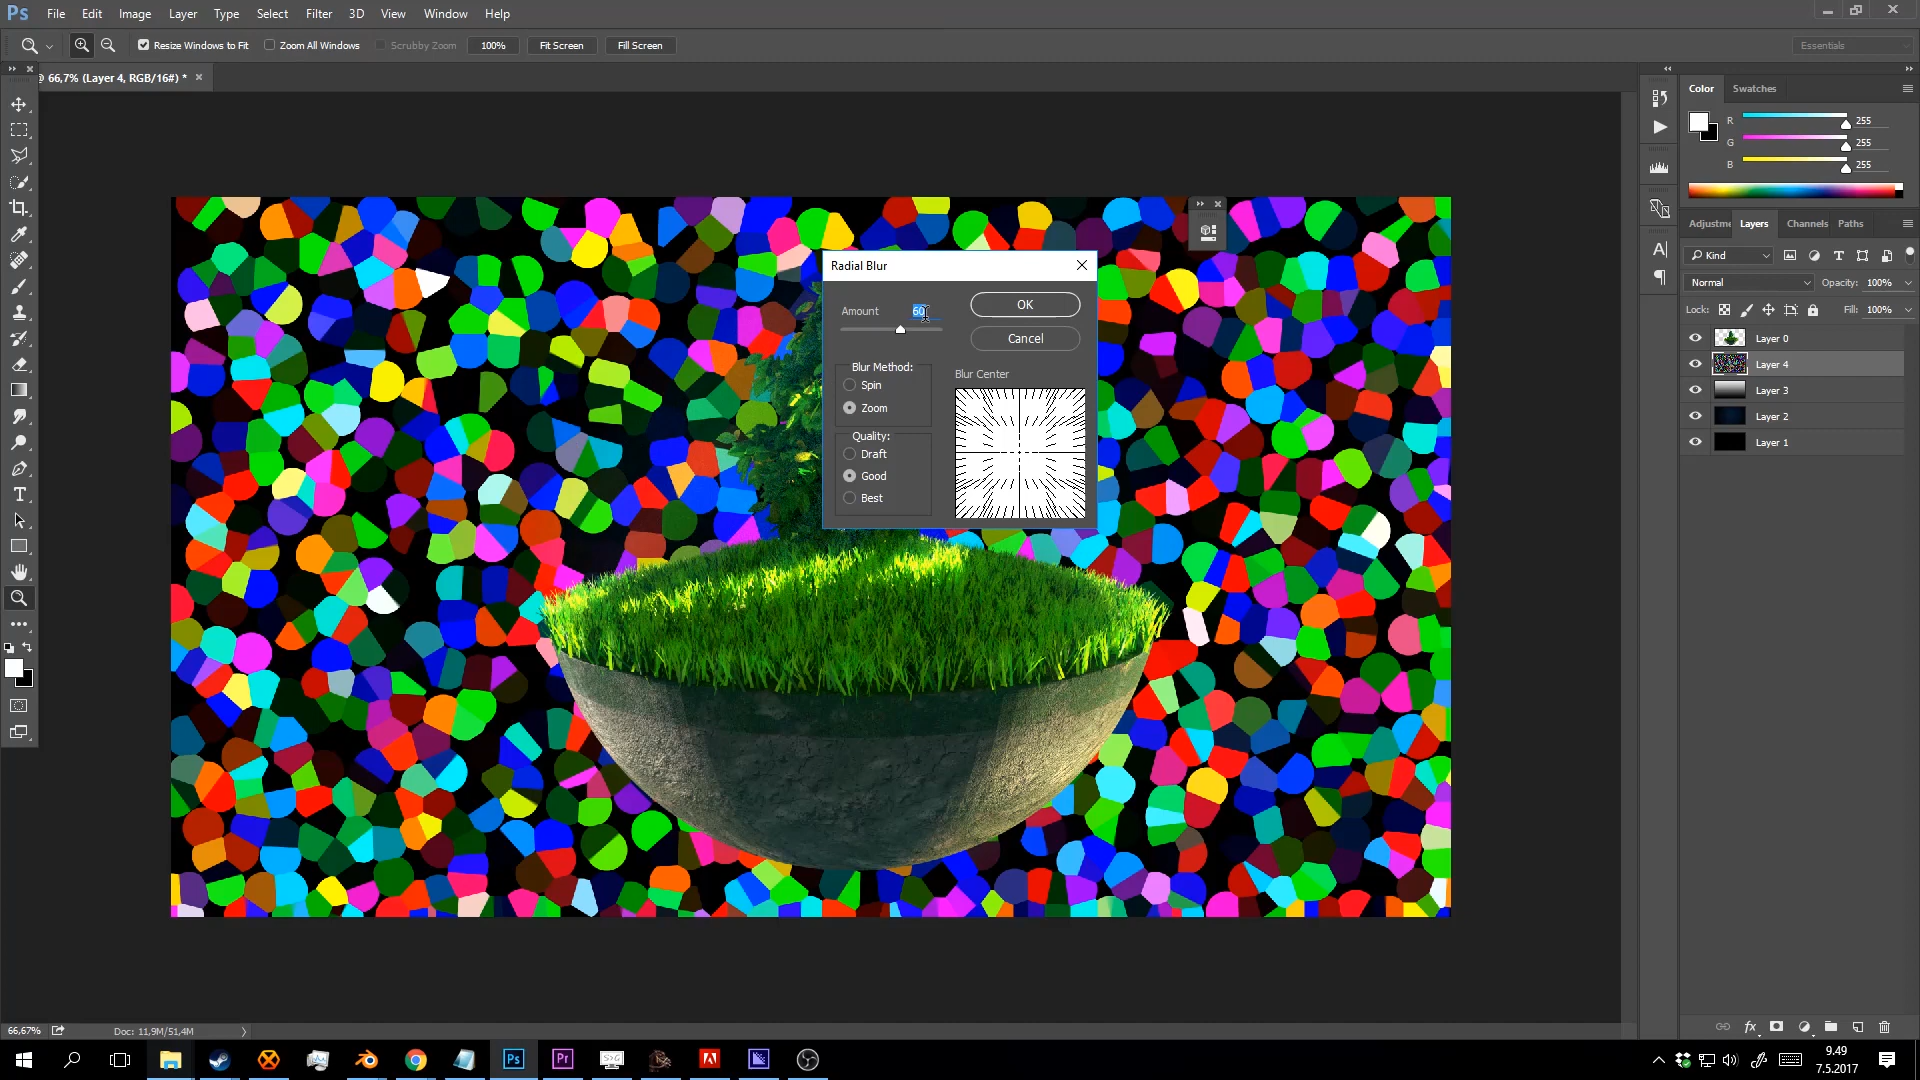 Ps File Edit Image Layer Type Select Filter 3D View Window Help
Resize Windows to Fit Zoom All Windows Scrubby Zoom 100% Fit Screen Fill Screen Essentials
@ 66,7% (Layer 4, RGB/16#) *
Color Swatches
R 255
G 255
B 255
Adjustme Layers Channels Paths
Kind
Normal Opacity: 100%
Lock: Fill: 100%
Layer 0
Layer 4
Layer 3
Layer 2
Layer 1
Radial Blur
Amount 60
OK
Cancel
Blur Method:
Spin
Zoom
Blur Center
Quality:
Draft
Good
Best
66,67% Doc: 11,9M/51,4M
Ps Pr
9.49
7.5.2017